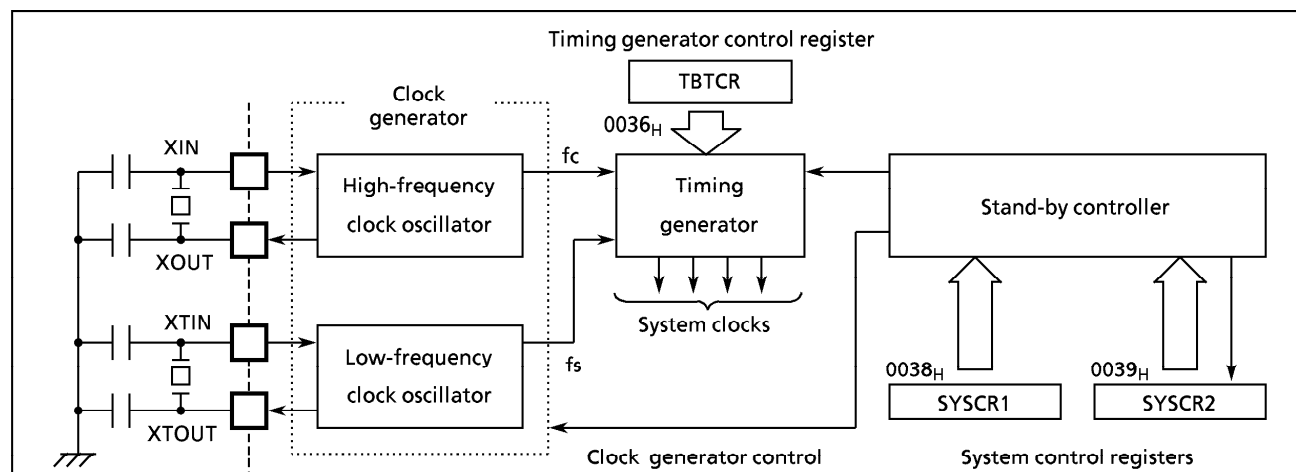 Timing generator control register
TBTCR
Clock
generator
0036H
XIN
fc
High-frequency
clock oscillator
Timing
generator
Stand-by controller
XOUT
System clocks
XTIN
Low-frequency
clock oscillator
fs
0038H
0039H
SYSCR1
SYSCR2
XTOUT
Clock generator control
System control registers